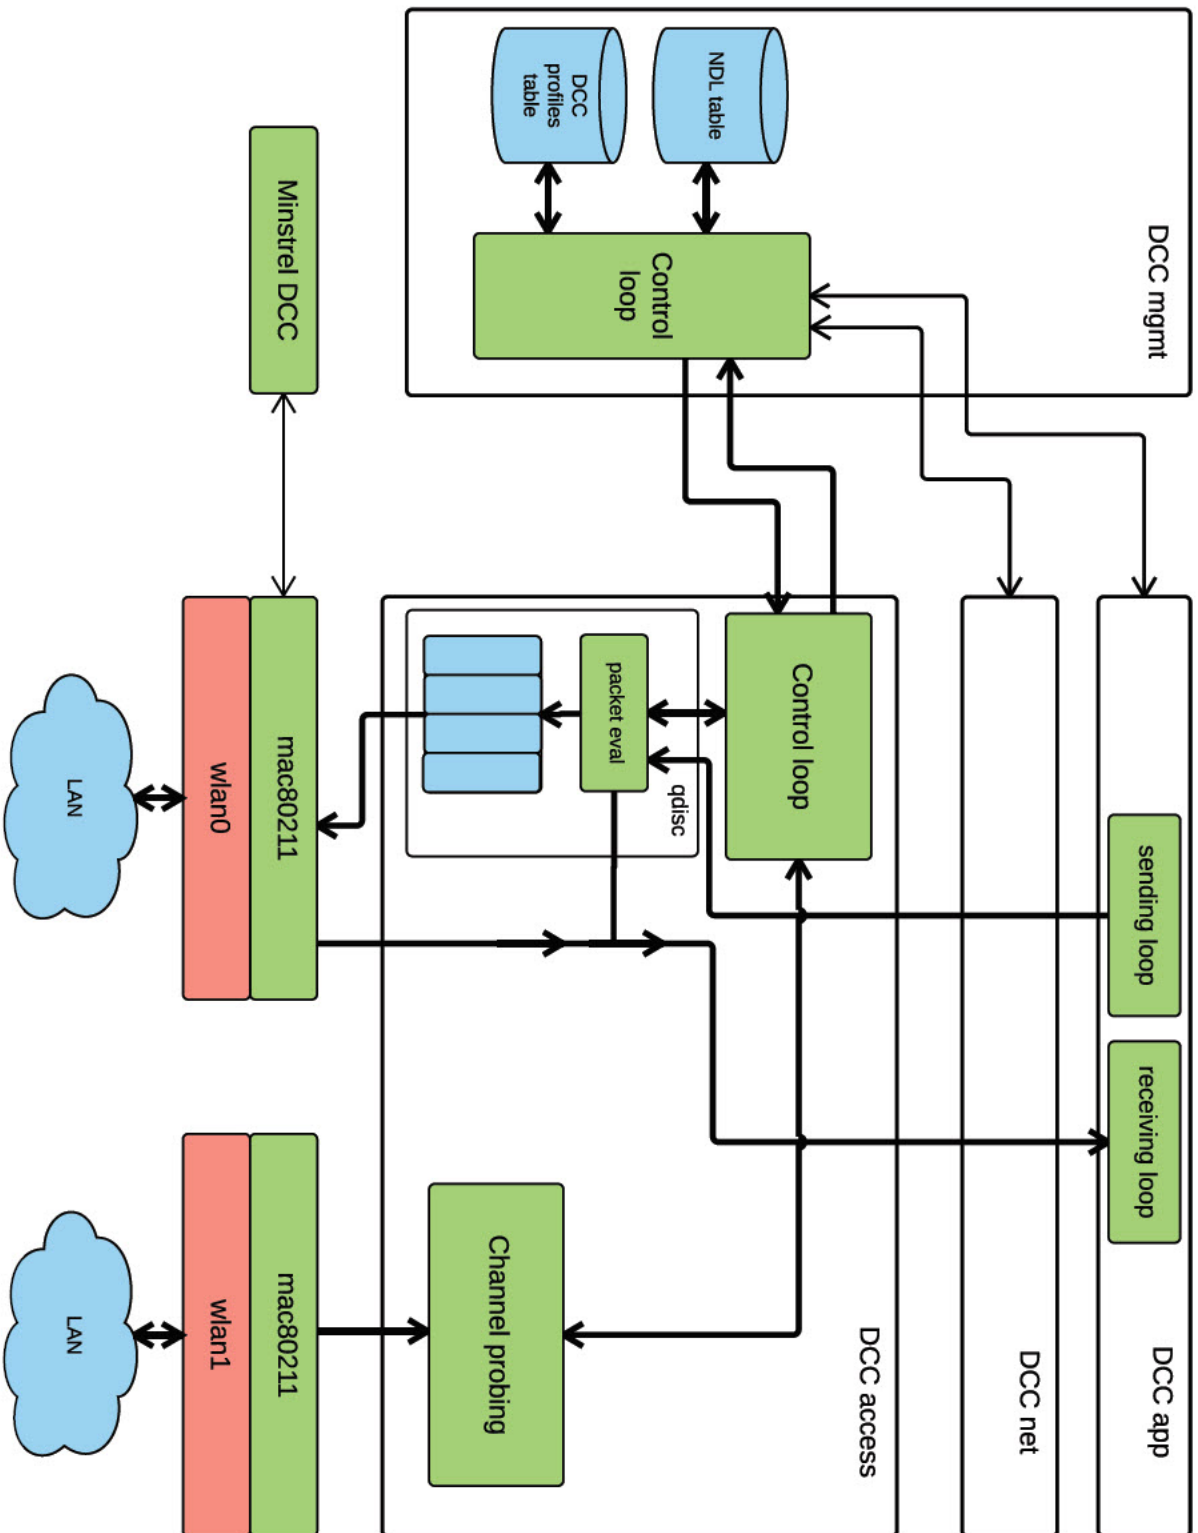 DCC mgmt
NDL table
DCC
profiles
table
Control
loop
Minstrel DCC
DCC app
sending loop
receiving loop
DCC net
DCC access
Control loop
qdisc
packet eval
Channel probing
mac80211
wlan0
LAN
mac80211
wlan1
LAN